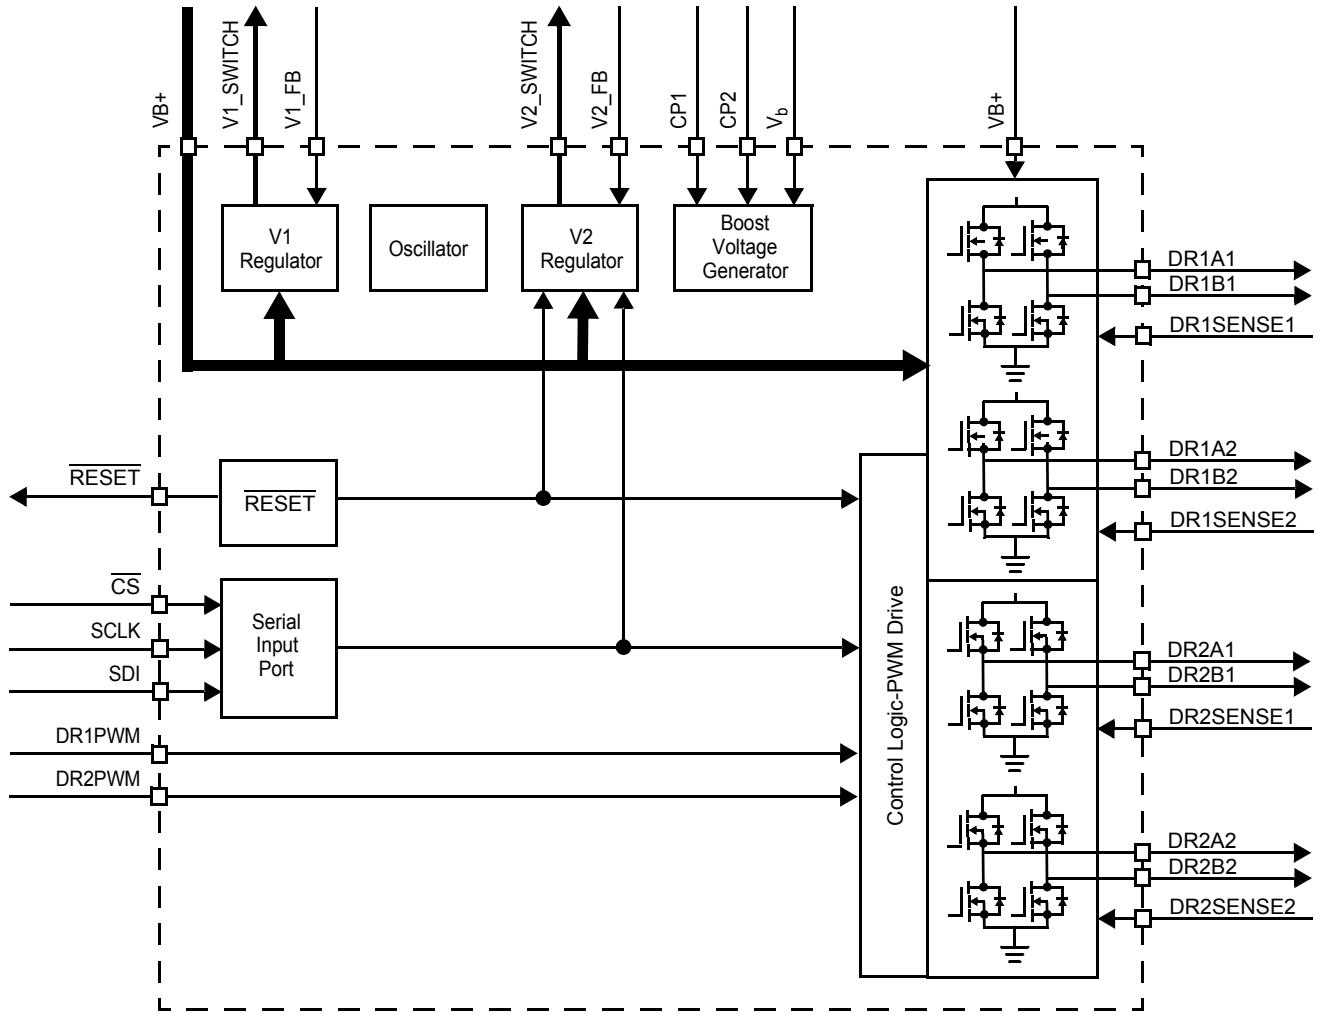 VB+
V1_SWITCH
V1_FB
V2_SWITCH
V2_FB
CP1
CP2
Vb
VB+
V1
Regulator
Oscillator
V2
Regulator
Boost
Voltage
Generator
DR1A1
DR1B1
DR1SENSE1
DR1A2
DR1B2
DR1SENSE2
RESET
RESET
CS
SCLK
SDI
Serial
Input
Port
DR1PWM
DR2PWM
Control Logic-PWM Drive
DR2A1
DR2B1
DR2SENSE1
DR2A2
DR2B2
DR2SENSE2